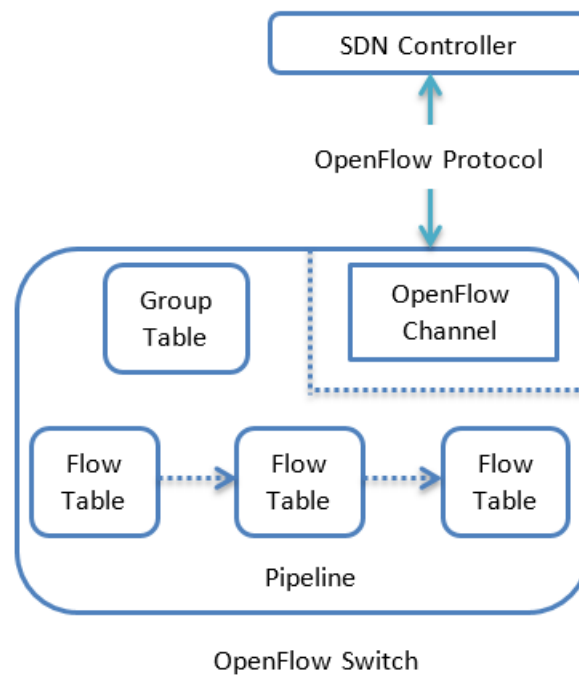 SDN Controller
OpenFlow Protocol
Group
Table
OpenFlow
Channel
Flow
Table
Flow
Table
Flow
Table
Pipeline
OpenFlow Switch